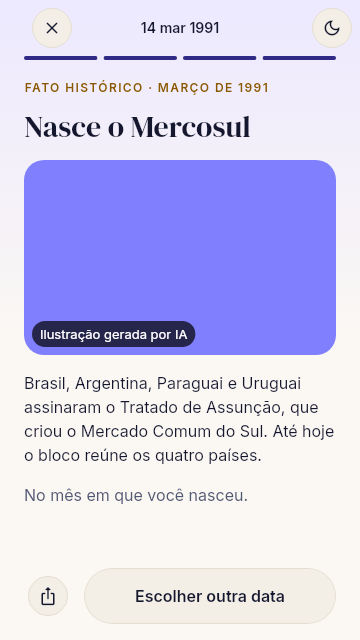 14 mar 1991
FATO HISTÓRICO · MARÇO DE 1991
Nasce o Mercosul
Ilustração gerada por IA
Brasil, Argentina, Paraguai e Uruguai
assinaram o Tratado de Assunção, que
criou o Mercado Comum do Sul. Até hoje
o bloco reúne os quatro países.
No mês em que você nasceu.
Escolher outra data